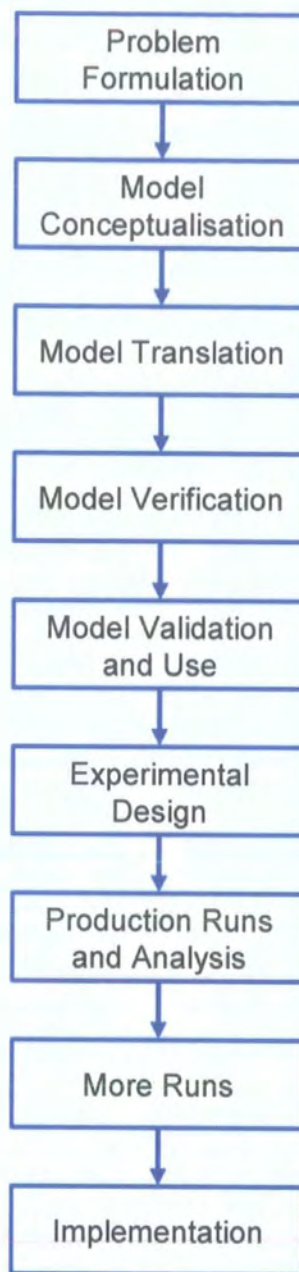 Problem
Formulation
Model
Conceptualisation
Model Translation
Model Verification
Model Validation
and Use
Experimental
Design
Production Runs
and Analysis
More Runs
Implementation